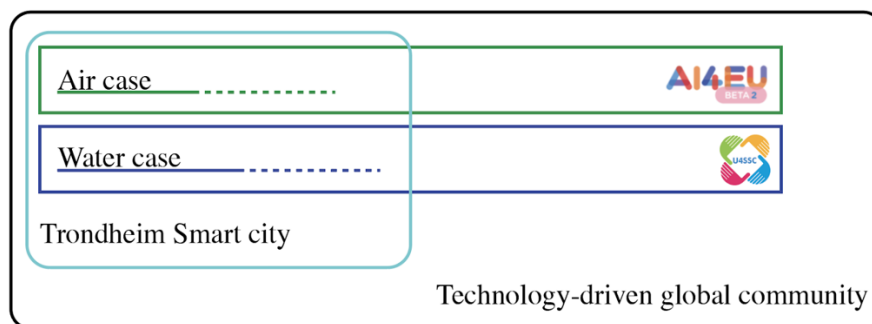 Air case
AI4EU
BETA 2
Water case
U4SSC
Trondheim Smart city
Technology-driven global community